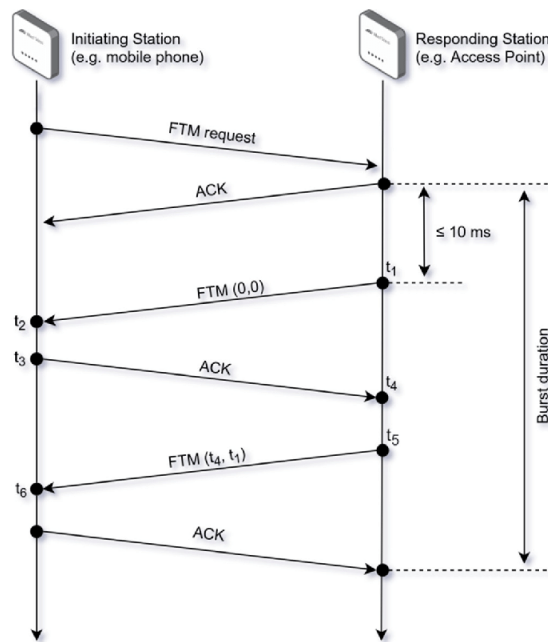 Initiating Station
(e.g. mobile phone)
Responding Station
(e.g. Access Point)
FTM request
ACK
≤ 10 ms
t1
FTM (0,0)
t2
t3
ACK
t4
Burst duration
t5
FTM (t4, t1)
t6
ACK